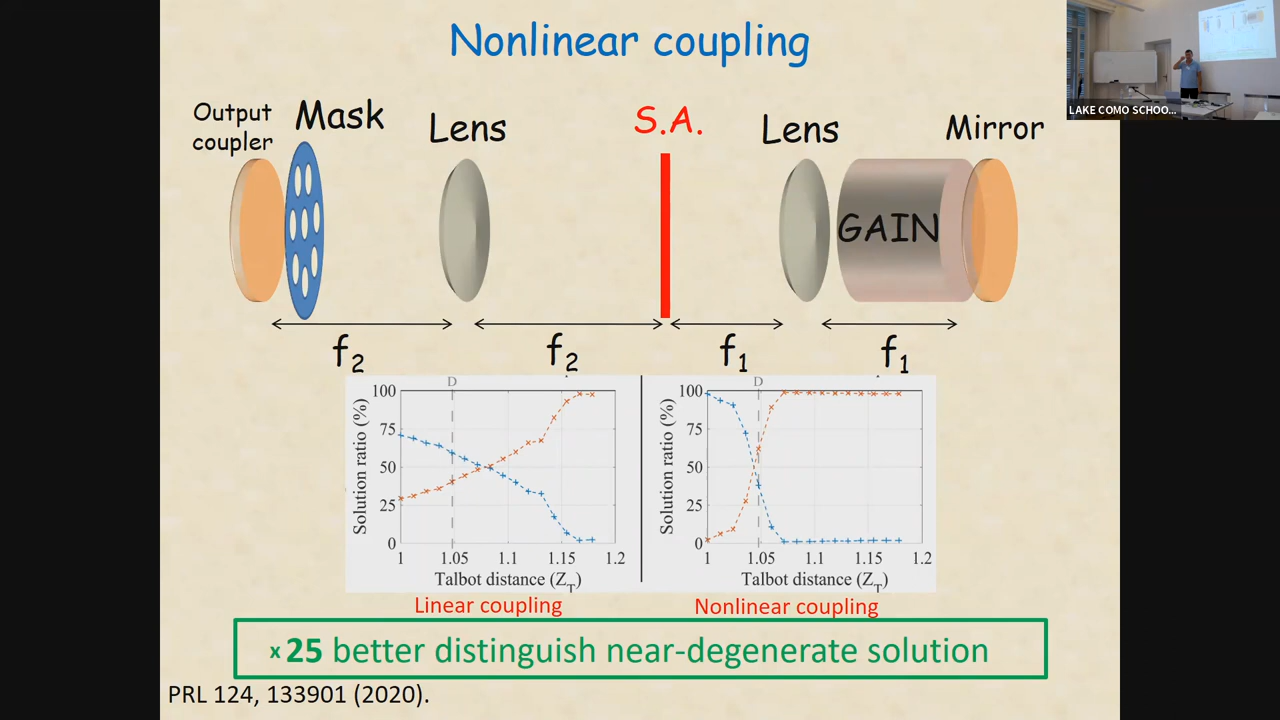 Nonlinear coupling
LAKE COMO SCHOO...
Output
coupler
Mask
Lens
S.A.
Lens
Mirror
GAIN
f2
f2
f1
f1
D
100
75
50
25
0
Solution ratio (%)
1 1.05 1.1 1.15 1.2
Talbot distance (ZT)
Linear coupling
D
100
75
50
25
0
Solution ratio (%)
1 1.05 1.1 1.15 1.2
Talbot distance (ZT)
Nonlinear coupling
x 25 better distinguish near-degenerate solution
PRL 124, 133901 (2020).